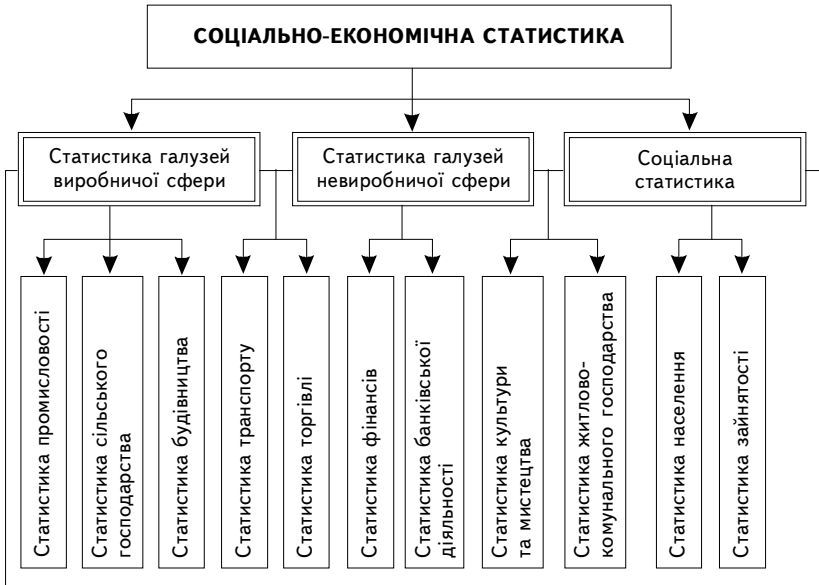 СОЦІАЛЬНО-ЕКОНОМІЧНА СТАТИСТИКА
Статистика галузей
виробничої сфери
Статистика галузей
невиробничої сфери
Соціальна
статистика
Статистика промисловості
Статистика сільського
господарства
Статистика будівництва
Статистика транспорту
Статистика торгівлі
Статистика фінансів
Статистика банківської
діяльності
Статистика культури
та мистецтва
Статистика житлово-
комунального господарства
Статистика населення
Статистика зайнятості